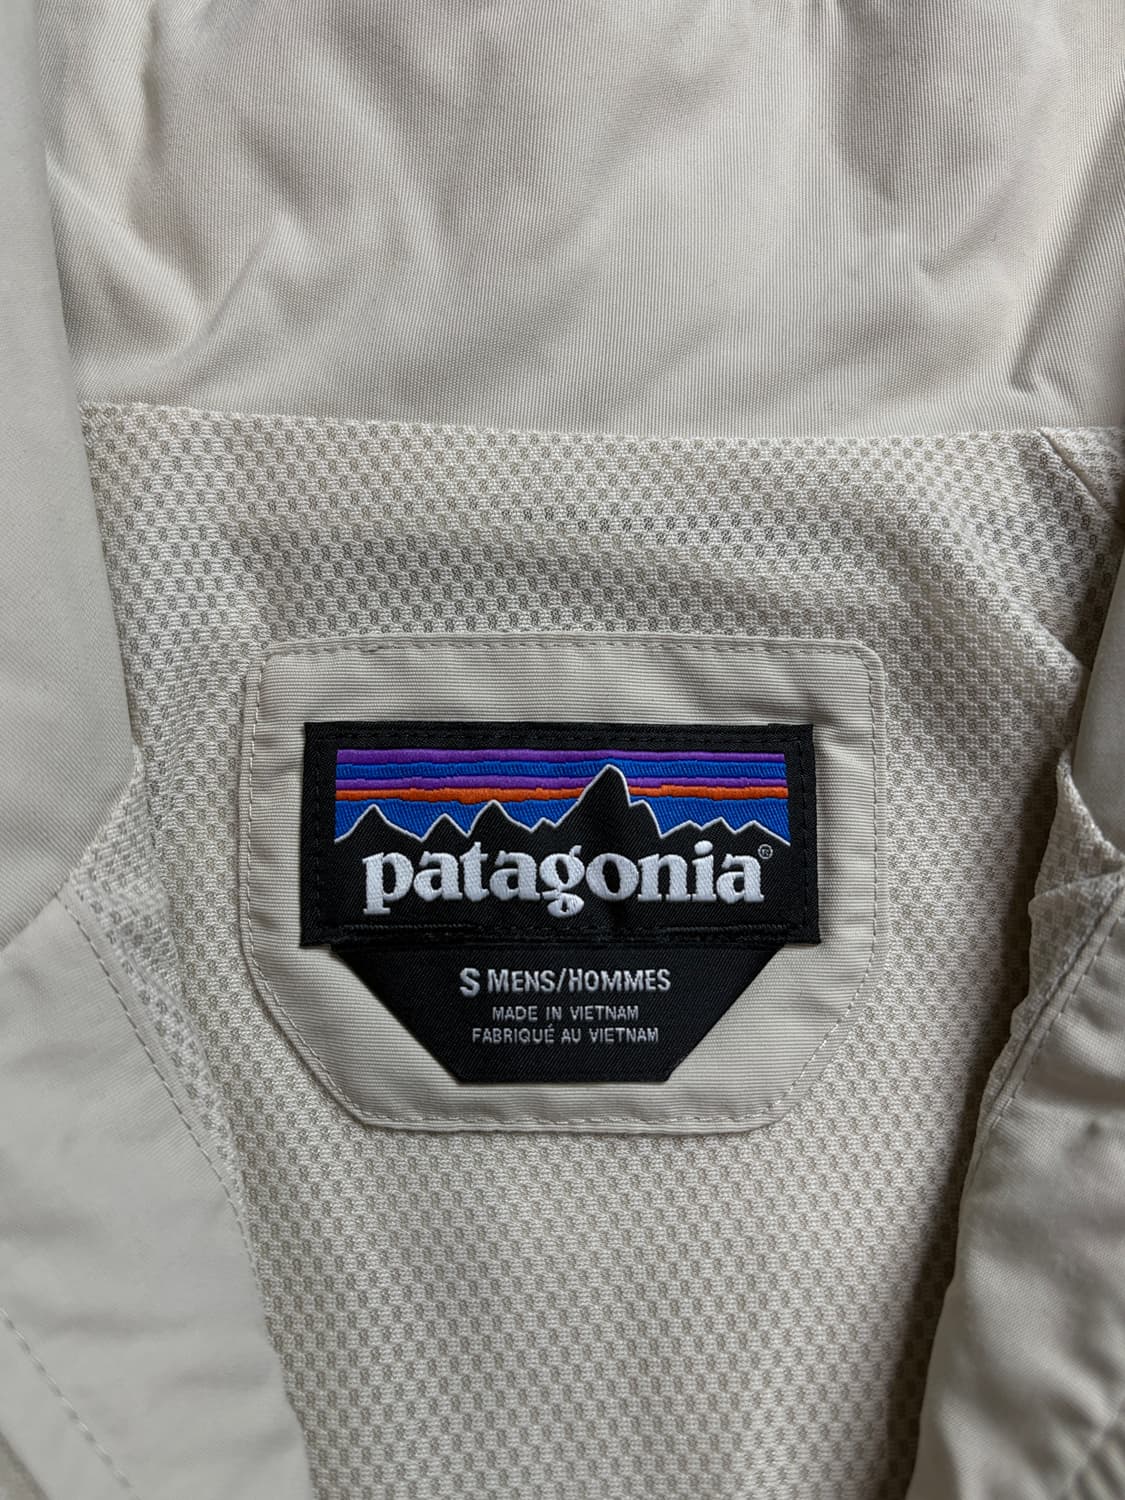 patagonia®
S MENS/HOMMES
MADE IN VIETNAM
FABRIQUÉ AU VIETNAM